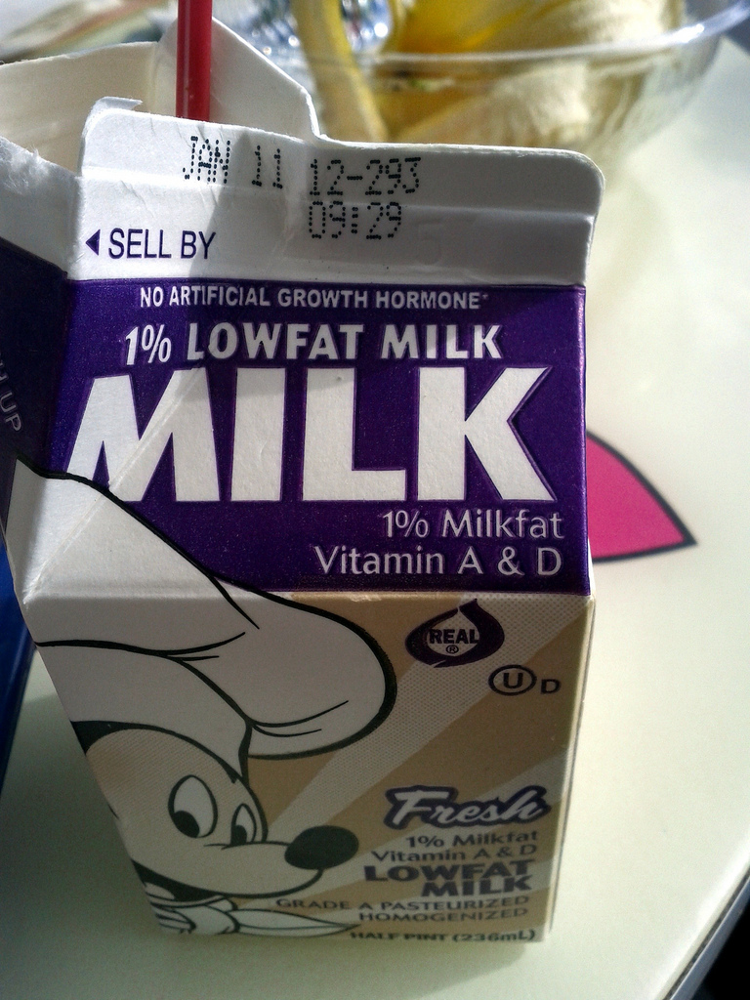 JAN 11 12-293
09:29
SELL BY
NO ARTIFICIAL GROWTH HORMONE*
1% LOWFAT MILK
MILK
1% Milkfat
Vitamin A & D
REAL
®
U D
Fresh
1% Milkfat
Vitamin A & D
LOWFAT
MILK
GRADE A PASTEURIZED
HOMOGENIZED
HALF PINT (236mL)
UP